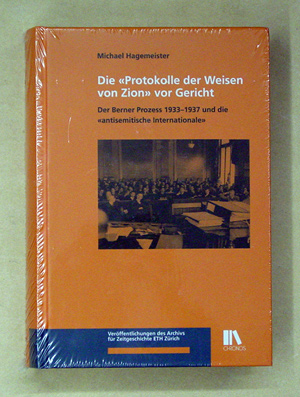 Michael Hagemeister
Die «Protokolle der Weisen
von Zion» vor Gericht
Der Berner Prozess 1933–1937 und die
«antisemitische Internationale»
Veröffentlichungen des Archivs
für Zeitgeschichte ETH Zürich
CHRONOS